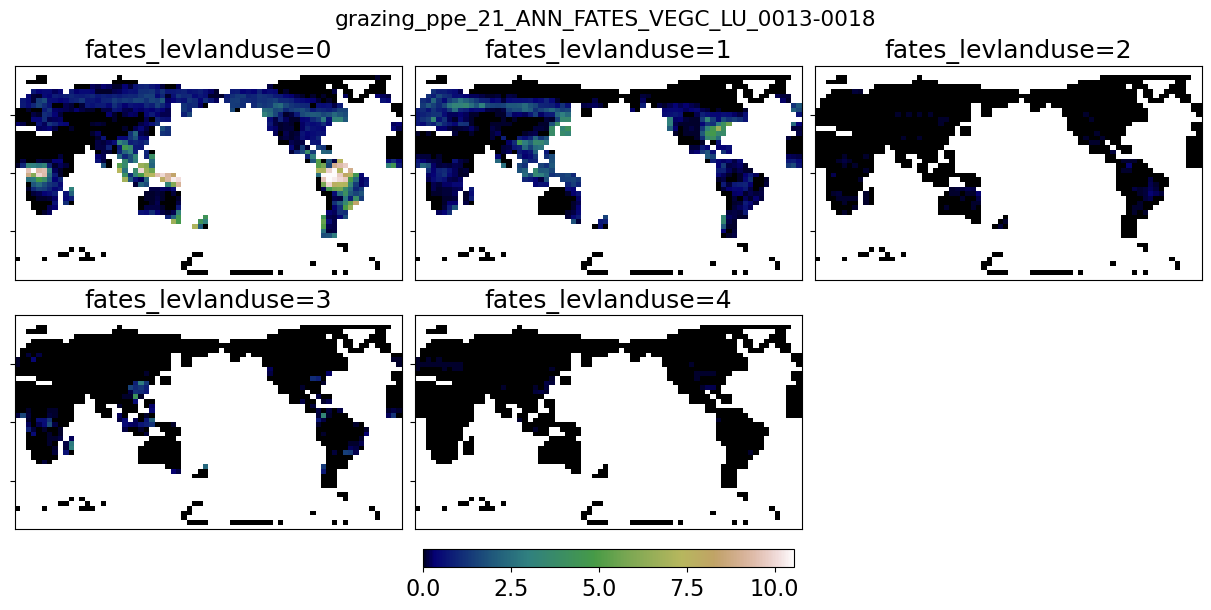 grazing_ppe_21_ANN_FATES_VEGC_LU_0013-0018
fates_levlanduse=0
fates_levlanduse=1
fates_levlanduse=2
fates_levlanduse=3
fates_levlanduse=4
0.0 2.5 5.0 7.5 10.0